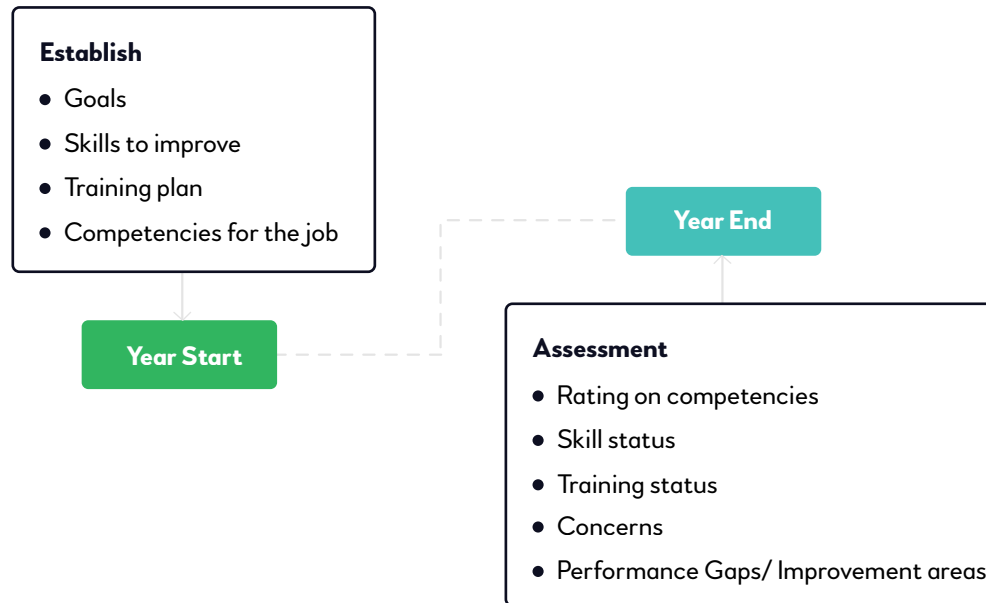 Establish
Goals
Skills to improve
Training plan
Competencies for the job
Year End
Year Start
Assessment
Rating on competencies
Skill status
Training status
Concerns
Performance Gaps/ Improvement areas